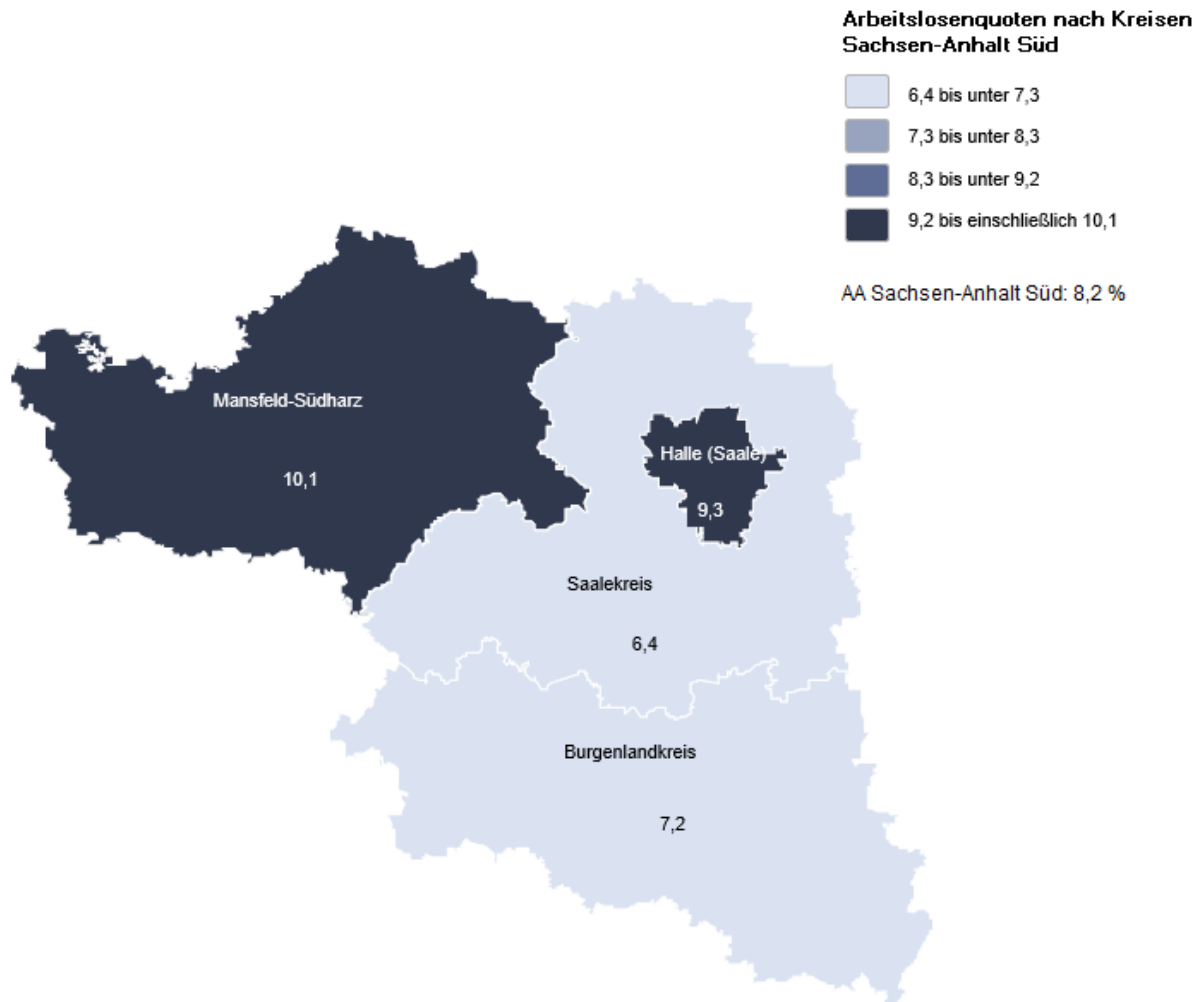 Arbeitslosenquoten nach Kreisen
Sachsen-Anhalt Süd
6,4 bis unter 7,3
7,3 bis unter 8,3
8,3 bis unter 9,2
9,2 bis einschließlich 10,1
AA Sachsen-Anhalt Süd: 8,2 %
Mansfeld-Südharz
10,1
Halle (Saale)
9,3
Saalekreis
6,4
Burgenlandkreis
7,2